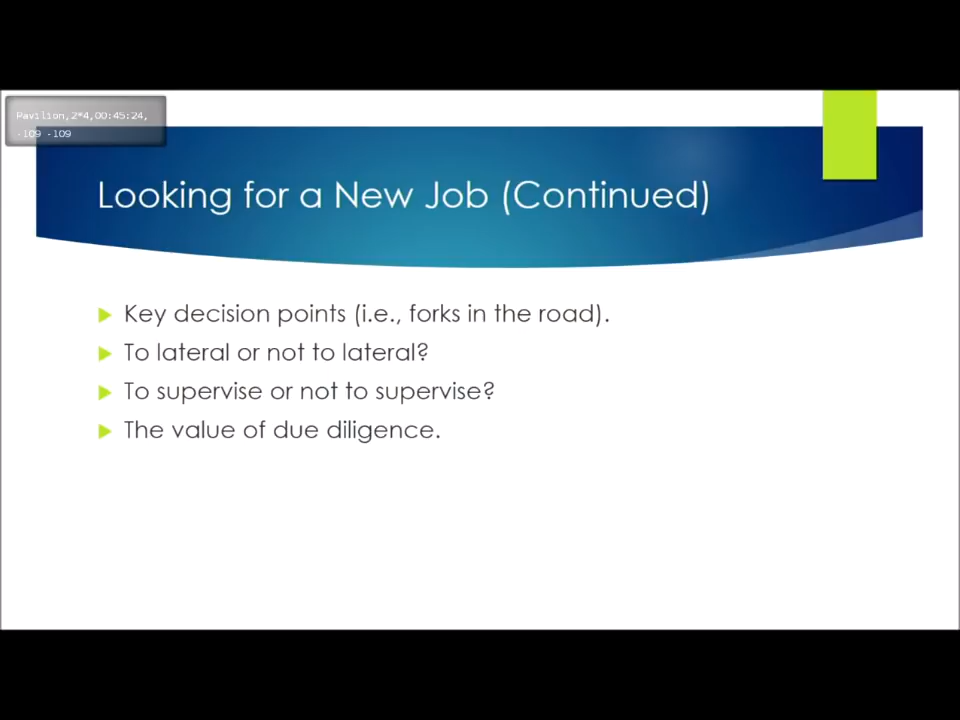 Pavilion,2*4,00:45:24,
-109 -109
Looking for a New Job (Continued)
Key decision points (i.e., forks in the road).
To lateral or not to lateral?
To supervise or not to supervise?
The value of due diligence.